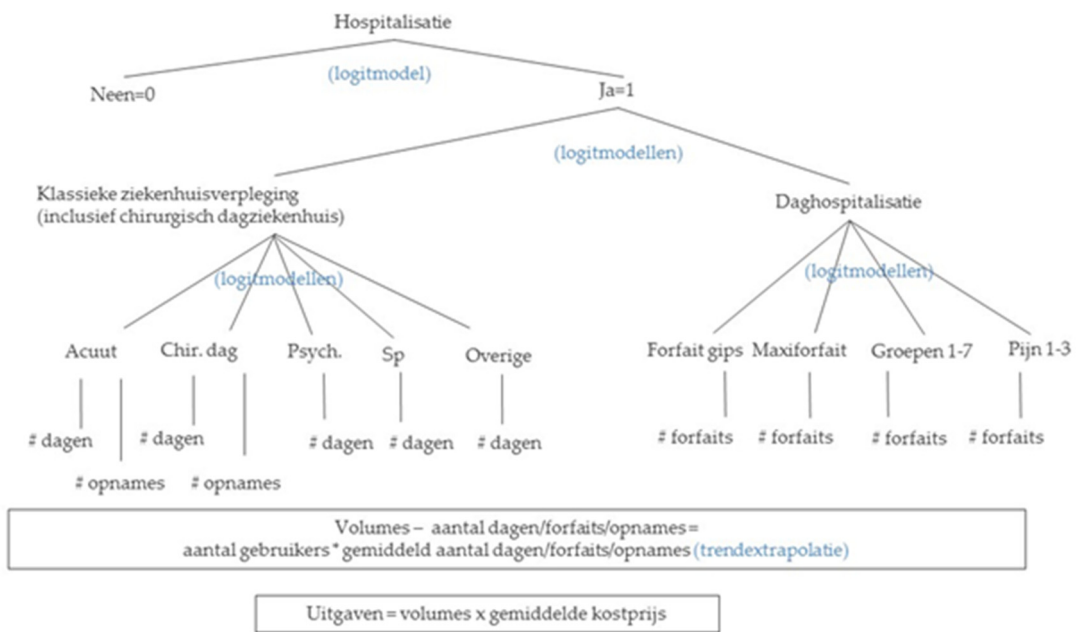 Hospitalisatie
(logitmodel)
Neen=0
Ja=1
(logitmodellen)
Klassieke ziekenhuisverpleging
(inclusief chirurgisch dagziekenhuis)
Daghospitalisatie
(logitmodellen)
(logitmodellen)
Acuut
Chir. dag
Psych.
Sp
Overige
Forfait gips
Maxiforfait
Groepen 1-7
Pijn 1-3
# dagen
# dagen
# dagen
# dagen
# dagen
# forfaits
# forfaits
# forfaits
# forfaits
# opnames
# opnames
Volumes – aantal dagen/forfaits/opnames=
aantal gebruikers * gemiddeld aantal dagen/forfaits/opnames (trendextrapolatie)
Uitgaven = volumes x gemiddelde kostprijs